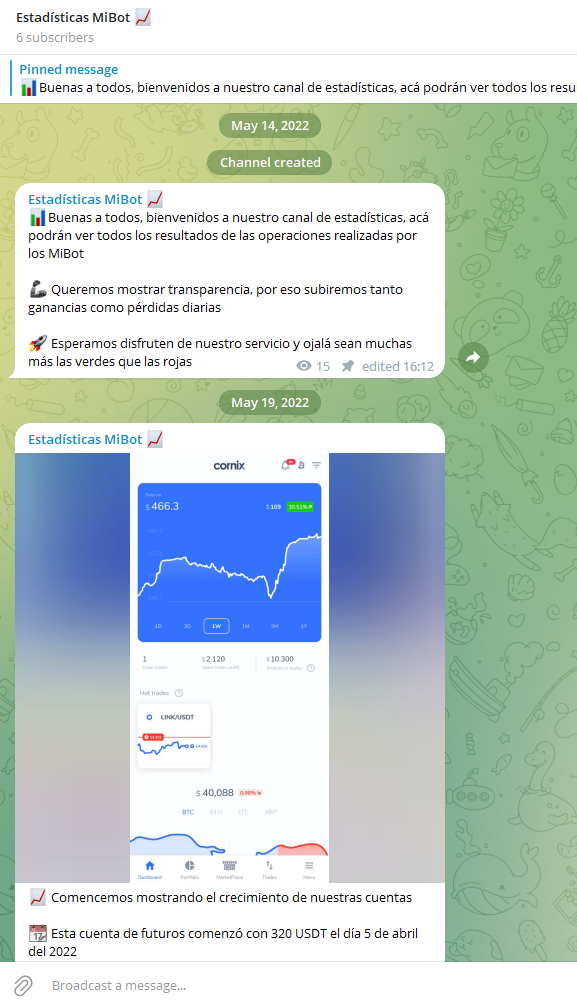 Estadísticas MiBot 📈
6 subscribers
Pinned message
📊Buenas a todos, bienvenidos a nuestro canal de estadísticas, acá podrán ver todos los resu
May 14, 2022
Channel created
Estadísticas MiBot 📈
📊Buenas a todos, bienvenidos a nuestro canal de estadísticas, acá
podrán ver todos los resultados de las operaciones realizadas por
los MiBot
🦾 Queremos mostrar transparencia, por eso subiremos tanto
ganancias como pérdidas diarias
🚀 Esperamos disfruten de nuestro servicio y ojalá sean muchas
más las verdes que las rojas
15 edited 16:12
May 19, 2022
Estadísticas MiBot 📈
cornix
Balance
$ 466.3 $ 109 30.51%
1D 3D 1W 1M 3M 1Y
1 $ 2.120 $ 10.300
Open trades Open trades profit Amount in trades
Hot trades
LINK/USDT
$ 40,088 0.98%
BTC ETH LTC XRP
Dashboard Portfolio MarketPlace Trades Menu
📈 Comencemos mostrando el crecimiento de nuestras cuentas
📆 Esta cuenta de futuros comenzó con 320 USDT el día 5 de abril
del 2022
Broadcast a message...